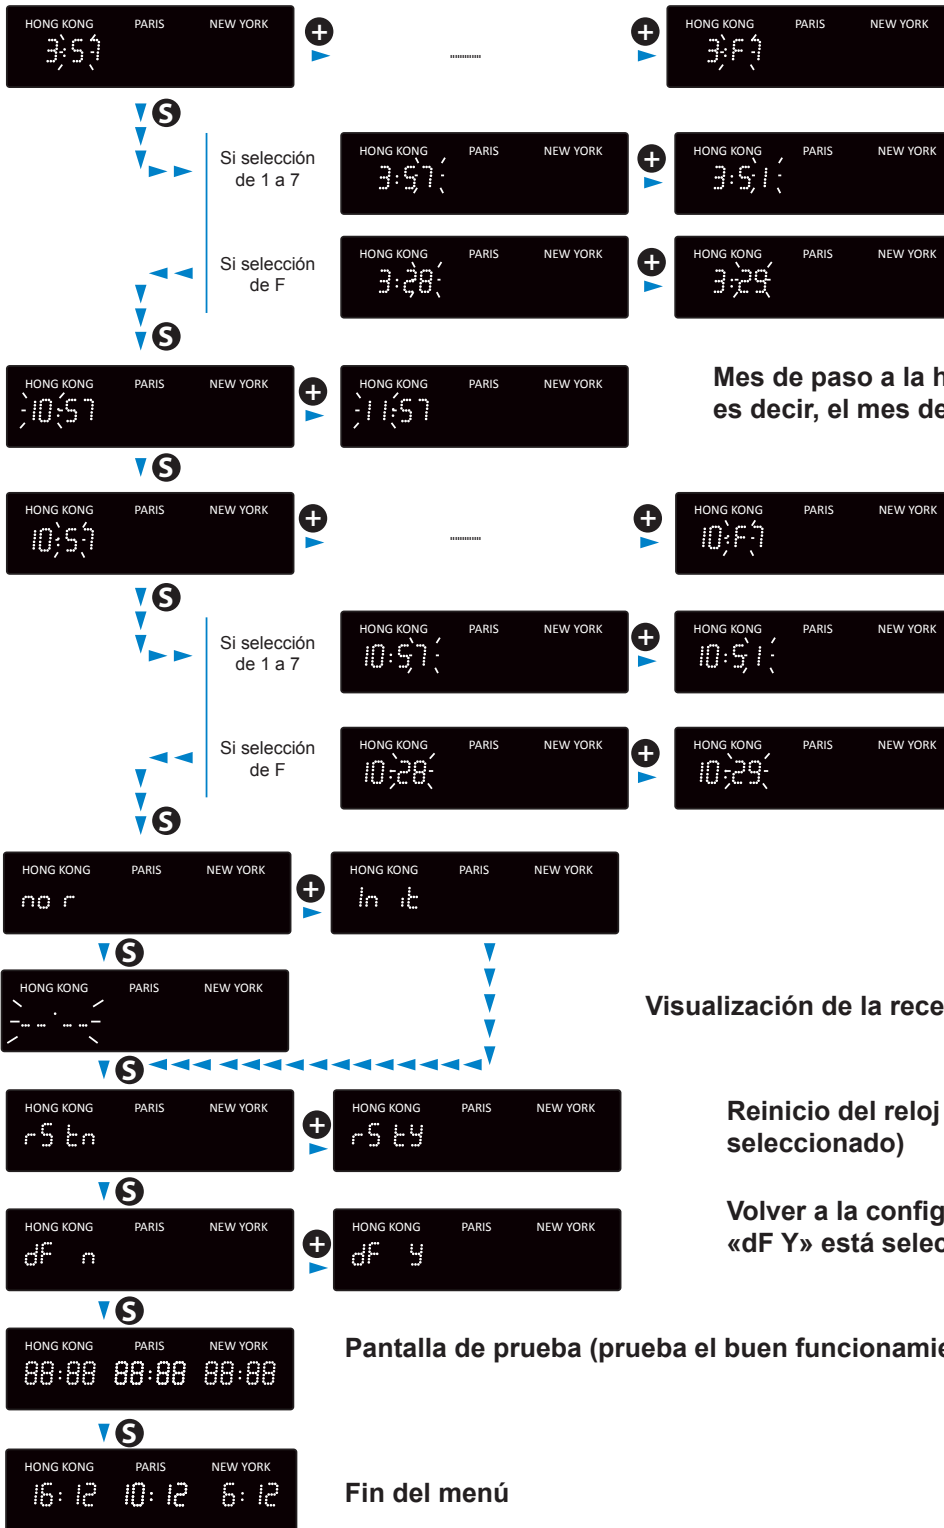 HONG KONG PARIS NEW YORK
3:57
+
+
HONG KONG PARIS NEW YORK
3:F7
S
Si selección
de 1 a 7
HONG KONG PARIS NEW YORK
3:57
+
HONG KONG PARIS NEW YORK
3:51
Si selección
de F
HONG KONG PARIS NEW YORK
3:28
+
HONG KONG PARIS NEW YORK
3:29
S
HONG KONG PARIS NEW YORK
10:57
+
HONG KONG PARIS NEW YORK
11:57
Mes de paso a la
es decir, el mes
S
HONG KONG PARIS NEW YORK
10:57
+
+
HONG KONG PARIS NEW YORK
10:F7
S
Si selección
de 1 a 7
HONG KONG PARIS NEW YORK
10:57
+
HONG KONG PARIS NEW YORK
10:51
Si selección
de F
HONG KONG PARIS NEW YORK
10:28
+
HONG KONG PARIS NEW YORK
10:29
S
HONG KONG PARIS NEW YORK
no r
+
HONG KONG PARIS NEW YORK
In it
S
HONG KONG PARIS NEW YORK
--:--
Visualización de la
S
HONG KONG PARIS NEW YORK
rS tn
+
HONG KONG PARIS NEW YORK
rS tY
Reinicio del reloj
seleccionado)
S
HONG KONG PARIS NEW YORK
dF n
+
HONG KONG PARIS NEW YORK
dF Y
Volver a la
«dF Y» está
S
HONG KONG PARIS NEW YORK
88:88 88:88 88:88
Pantalla de prueba (prueba el buen
S
HONG KONG PARIS NEW YORK
16:12 10:12 6:12
Fin del menú